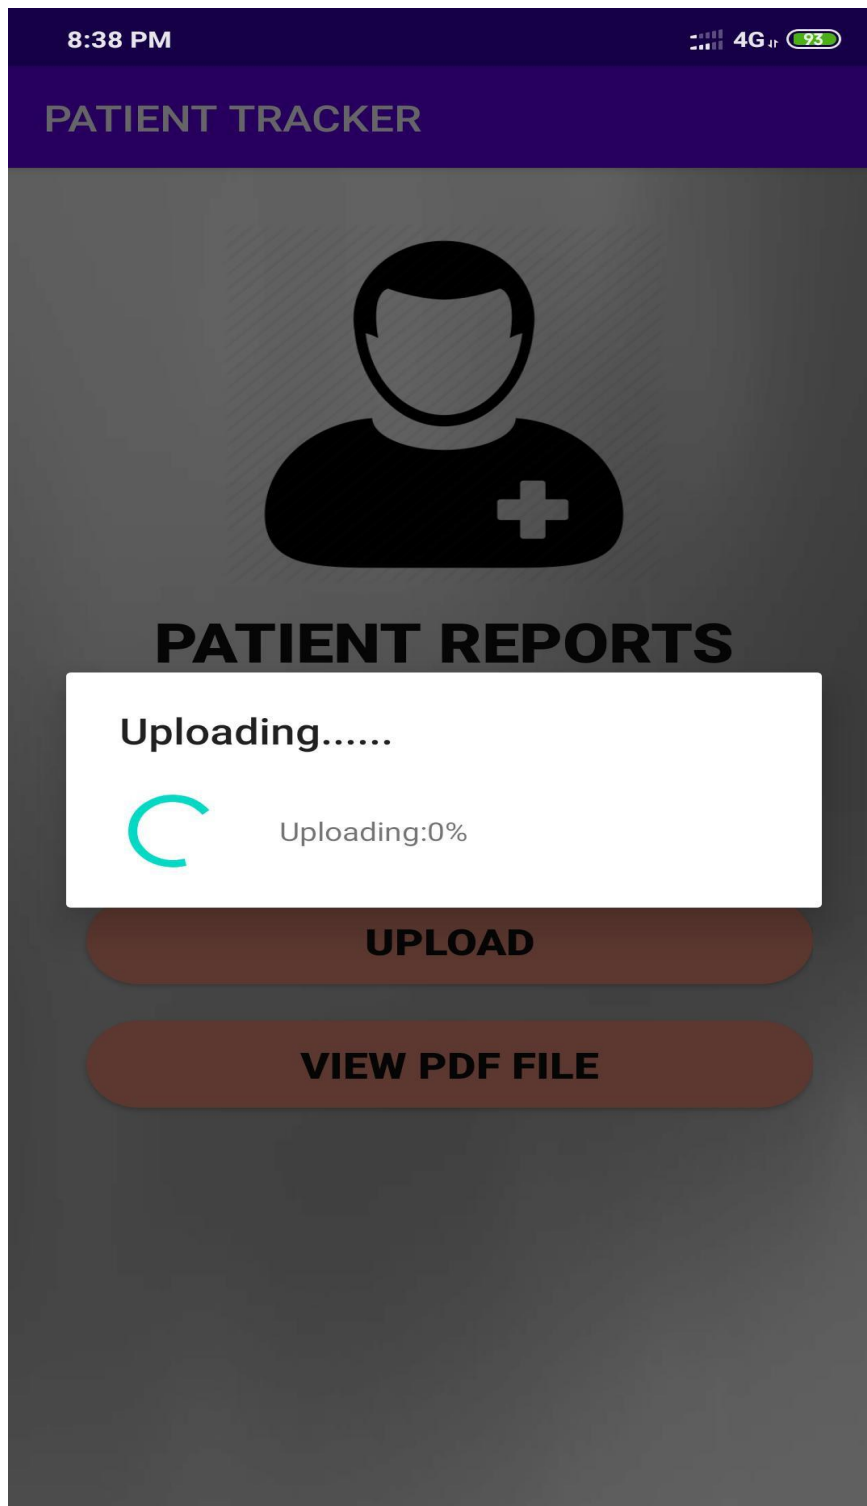 8:38 PM 4G 93
PATIENT TRACKER
PATIENT REPORTS
Uploading......
Uploading:0%
UPLOAD
VIEW PDF FILE